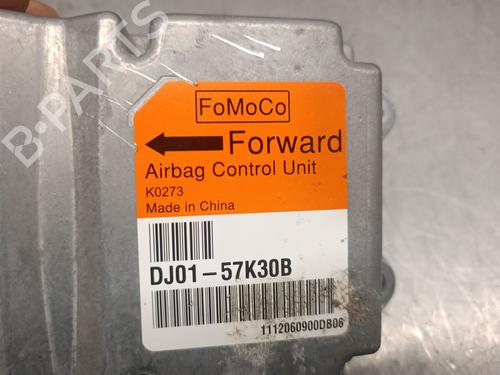 B-PARTS
FoMoCo
Forward
Airbag Control Unit
K0273
Made in China
DJ01-57K30B
1112060900DB06